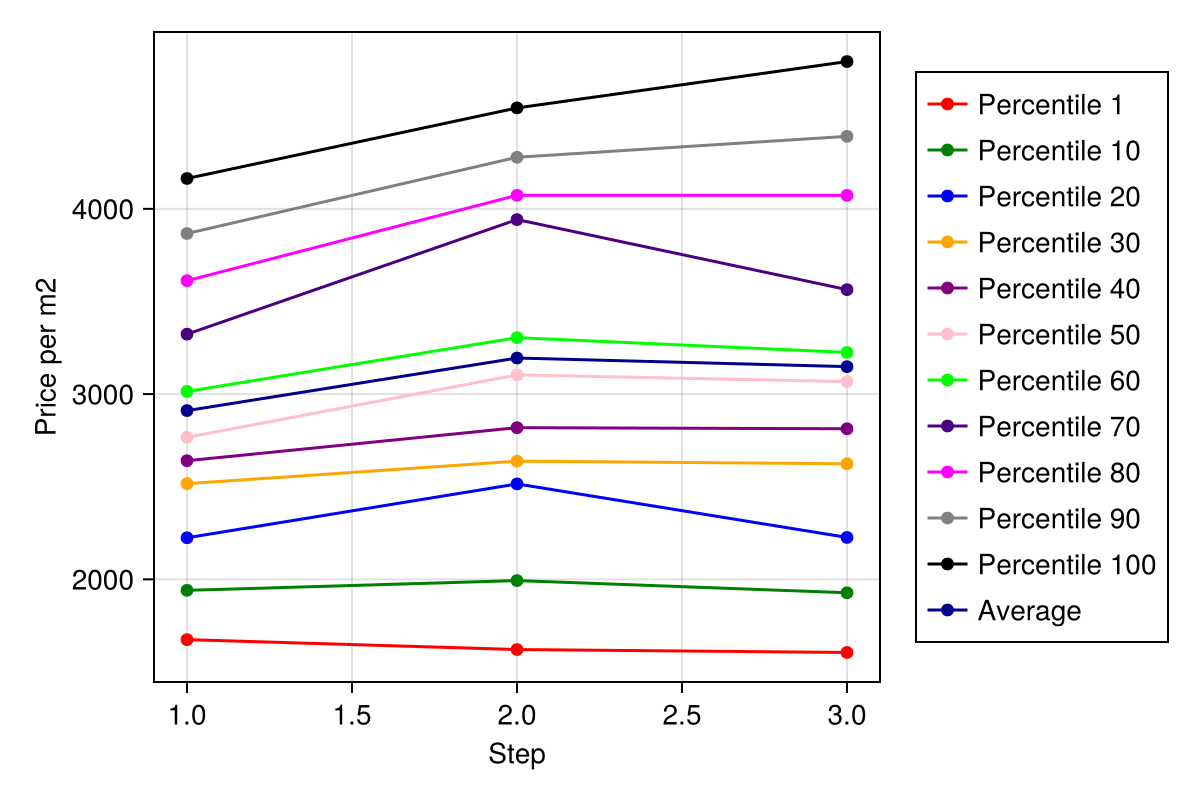 Price per m2
4000
3000
2000
1.0 1.5 2.0 2.5 3.0
Step
Percentile 1
Percentile 10
Percentile 20
Percentile 30
Percentile 40
Percentile 50
Percentile 60
Percentile 70
Percentile 80
Percentile 90
Percentile 100
Average